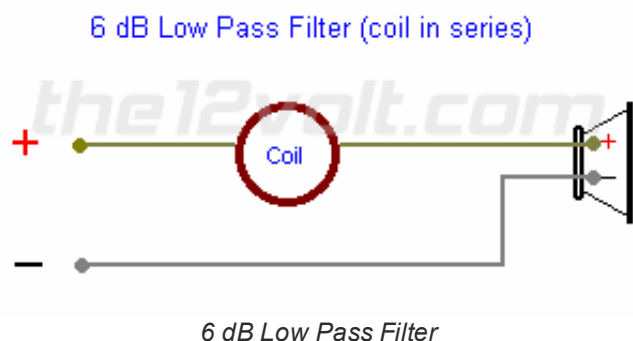 6 dB Low Pass Filter (coil in series)
the12volt.com
+
Coil
+
−
−
6 dB Low Pass Filter